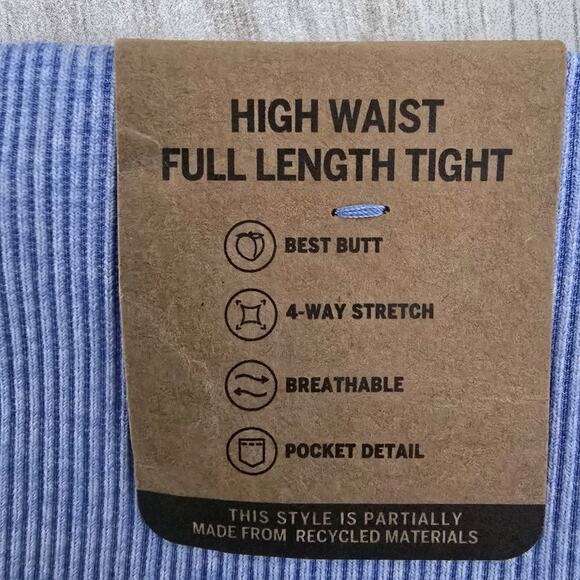 HIGH WAIST
FULL LENGTH TIGHT
BEST BUTT
4-WAY STRETCH
BREATHABLE
POCKET DETAIL
THIS STYLE IS PARTIALLY
MADE FROM RECYCLED MATERIALS